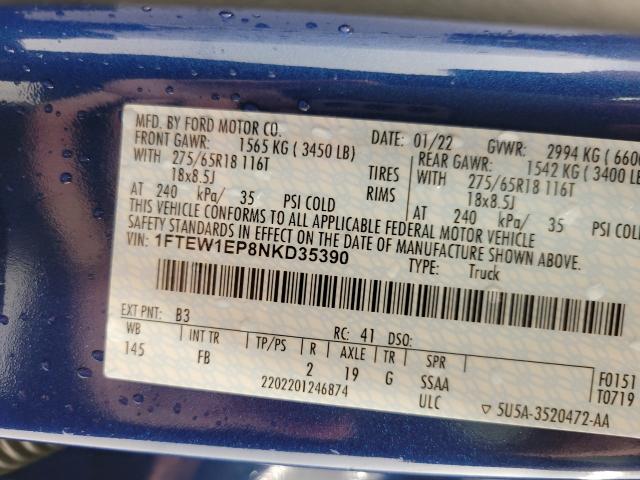 MFD. BY FORD MOTOR CO.
DATE: 01/22 GVWR: 2994 KG (6600
FRONT GAWR: 1565 KG (3450 LB)
REAR GAWR: 1542 KG (3400 LB
WITH 275/65R18 116T TIRES WITH 275/65R18 116T
18x8.5J RIMS 18x8.5J
AT 240 kPa/ 35 PSI COLD AT 240 kPa/ 35 PSI COLD
THIS VEHICLE CONFORMS TO ALL APPLICABLE FEDERAL MOTOR VEHICLE
SAFETY STANDARDS IN EFFECT ON THE DATE OF MANUFACTURE SHOWN ABOVE.
VIN: 1FTEW1EP8NKD35390
TYPE: Truck
EXT PNT: B3 RC: 41 DSO:
WB INT TR TP/PS R AXLE TR SPR
145 FB 2 19 G SSAA
ULC
2202201246874
F0151
T0719
5U5A-3520472-AA